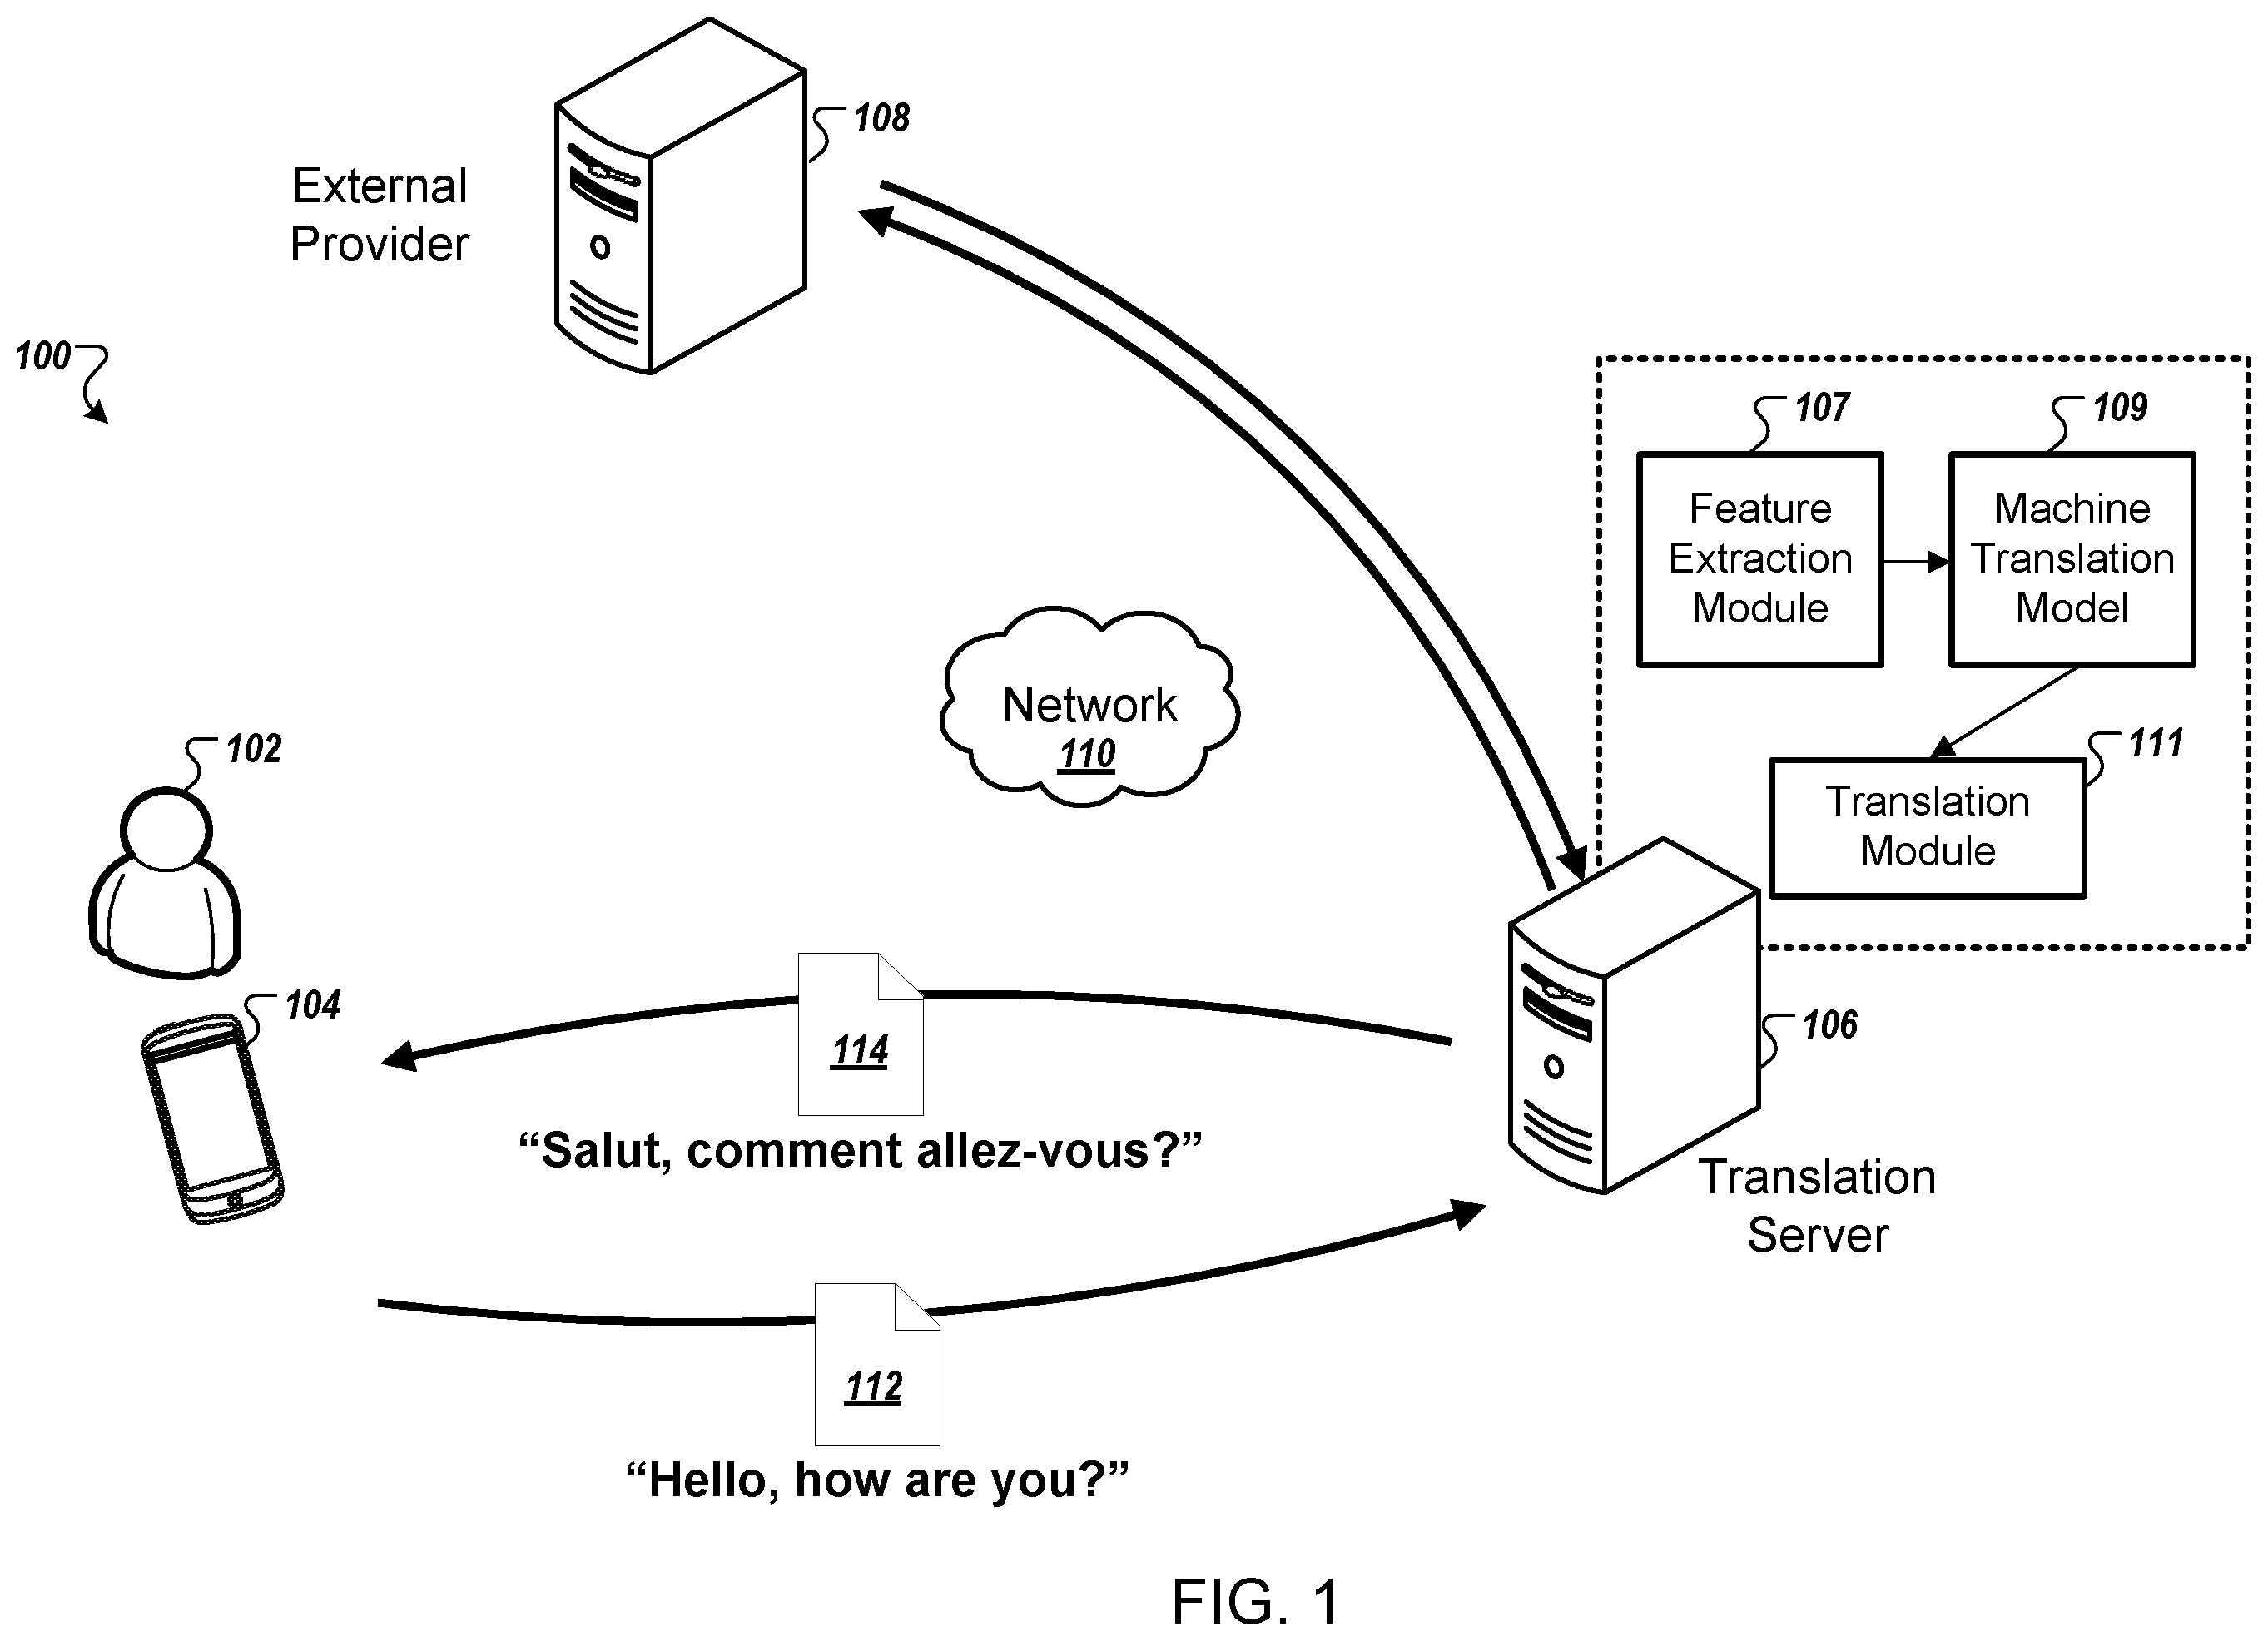 108
External
Provider
100
107
109
Feature
Extraction
Module
Machine
Translation
Model
Network
110
102
111
Translation
Module
104
106
114
“Salut, comment allez-vous?”
Translation
Server
112
“Hello, how are you?”
FIG. 1